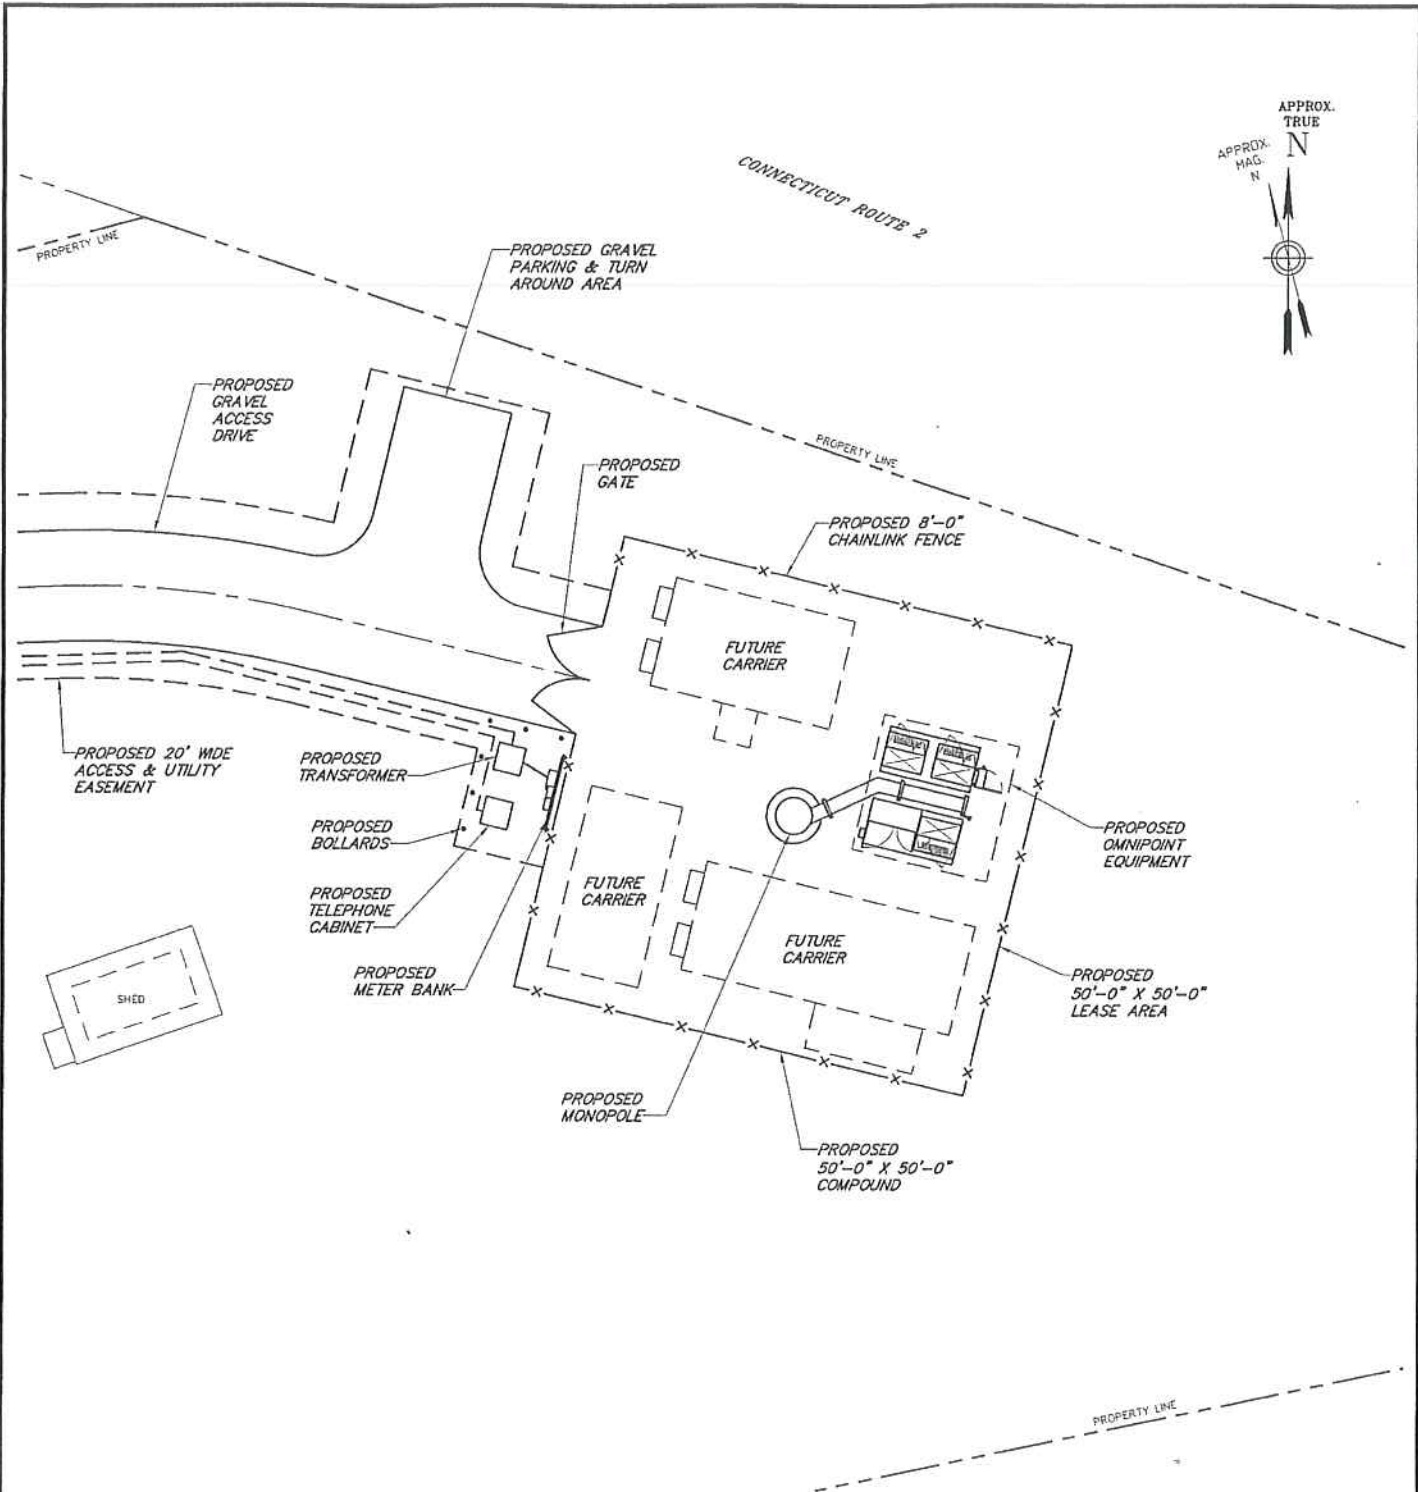 APPROX.
TRUE
N
APPROX.
MAG.
N
CONNECTICUT ROUTE 2
PROPERTY LINE
PROPOSED GRAVEL
PARKING & TURN
AROUND AREA
PROPOSED
GRAVEL
ACCESS
DRIVE
PROPERTY LINE
PROPOSED
GATE
PROPOSED 8'-0"
CHAINLINK FENCE
FUTURE
CARRIER
PROPOSED 20' WIDE
ACCESS & UTILITY
EASEMENT
PROPOSED
TRANSFORMER
PROPOSED
BOLLARDS
PROPOSED
OMNIPOINT
EQUIPMENT
PROPOSED
TELEPHONE
CABINET
FUTURE
CARRIER
FUTURE
CARRIER
PROPOSED
METER BANK
PROPOSED
50'-0" X 50'-0"
LEASE AREA
SHED
PROPOSED
MONOPOLE
PROPOSED
50'-0" X 50'-0"
COMPOUND
PROPERTY LINE